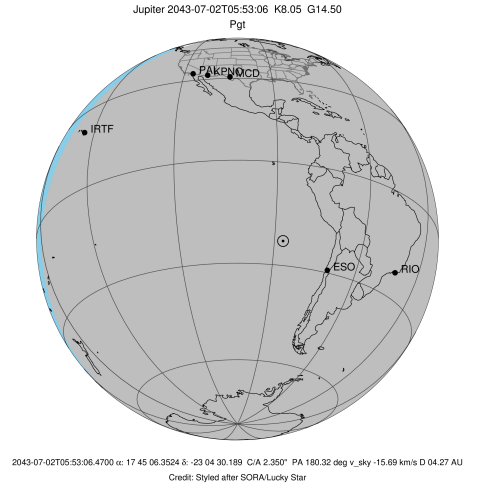 Jupiter 2043-07-02T05:53:06 K8.05 G14.50
Pgt
PAL
KPNO
MCD
IRTF
ESO
RIO
2043-07-02T05:53:06.4700 α: 17 45 06.3524 δ: -23 04 30.189 C/A 2.350" PA 180.32 deg v_sky -15.69 km/s D 04.27 AU
Credit: Styled after SORA/Lucky Star